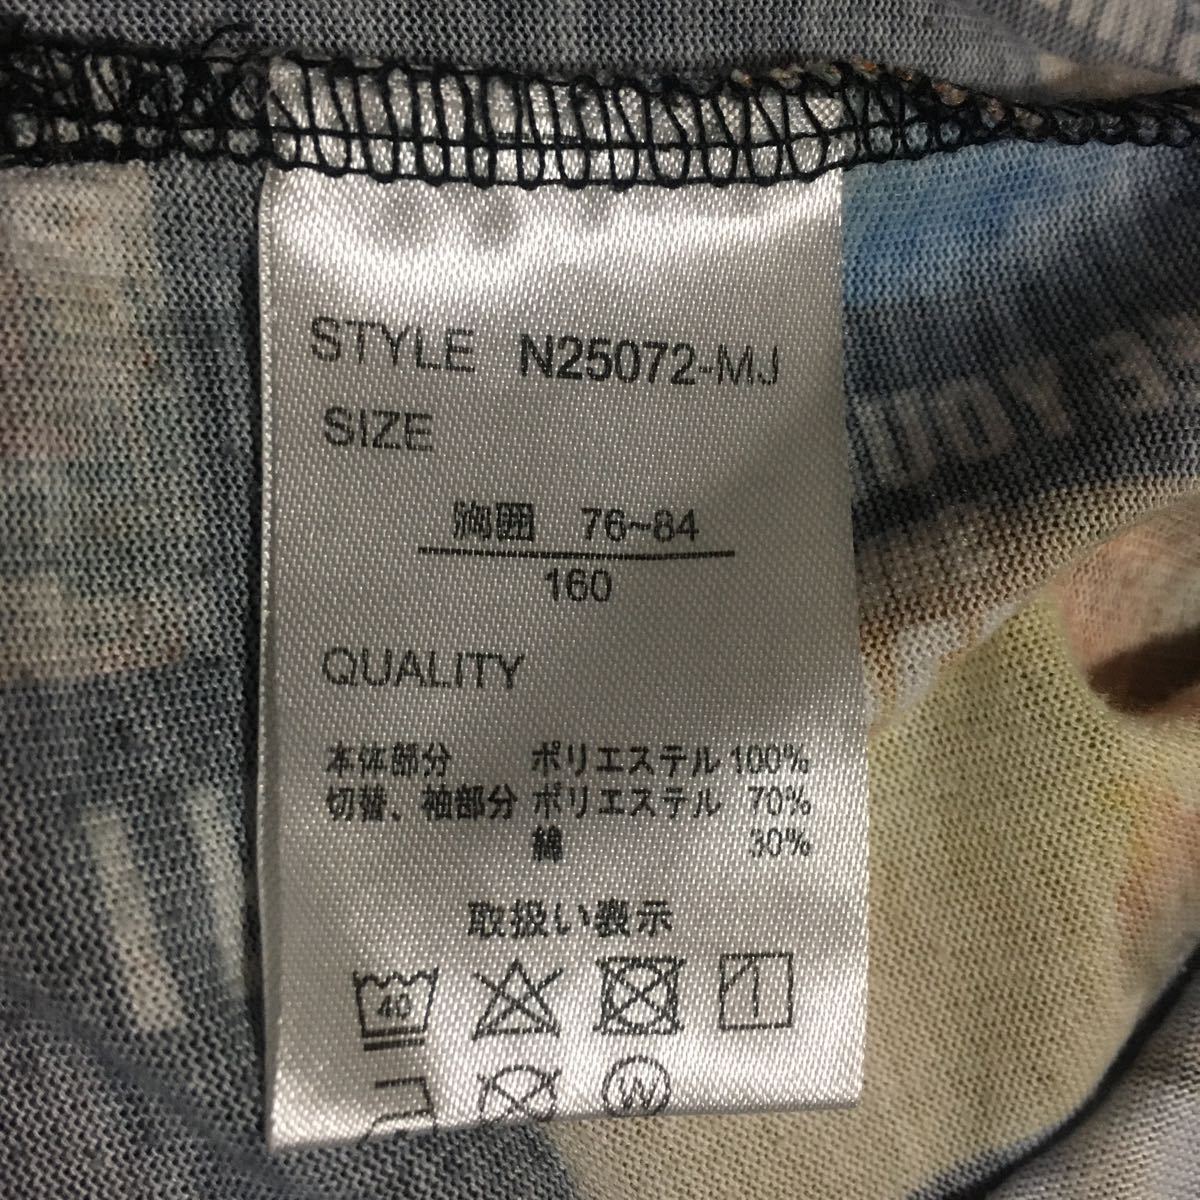 STYLE N25072-MJ
SIZE
胸囲 76~84
160
QUALITY
本体部分 ポリエステル 100%
切替、袖部分 ポリエステル 70%
綿 30%
取扱い表示
40
W